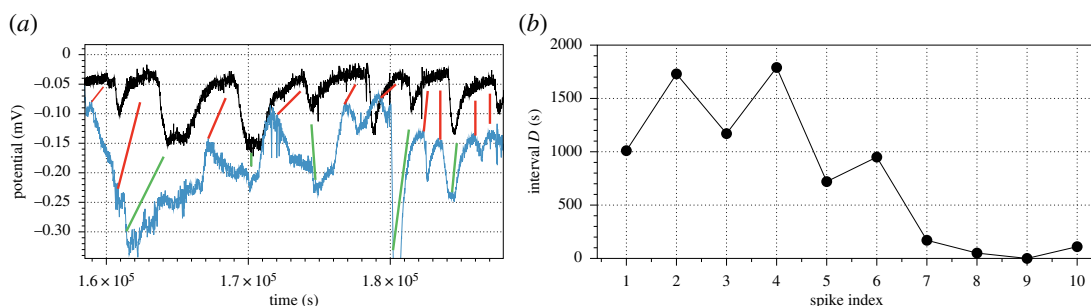 (a)
0
−0.05
−0.10
−0.15
−0.20
−0.25
−0.30
potential (mV)
1.6 × 10⁵
1.7 × 10⁵
1.8 × 10⁵
time (s)
(b)
2000
1500
1000
500
0
interval D (s)
1 2 3 4 5 6 7 8 9 10
spike index